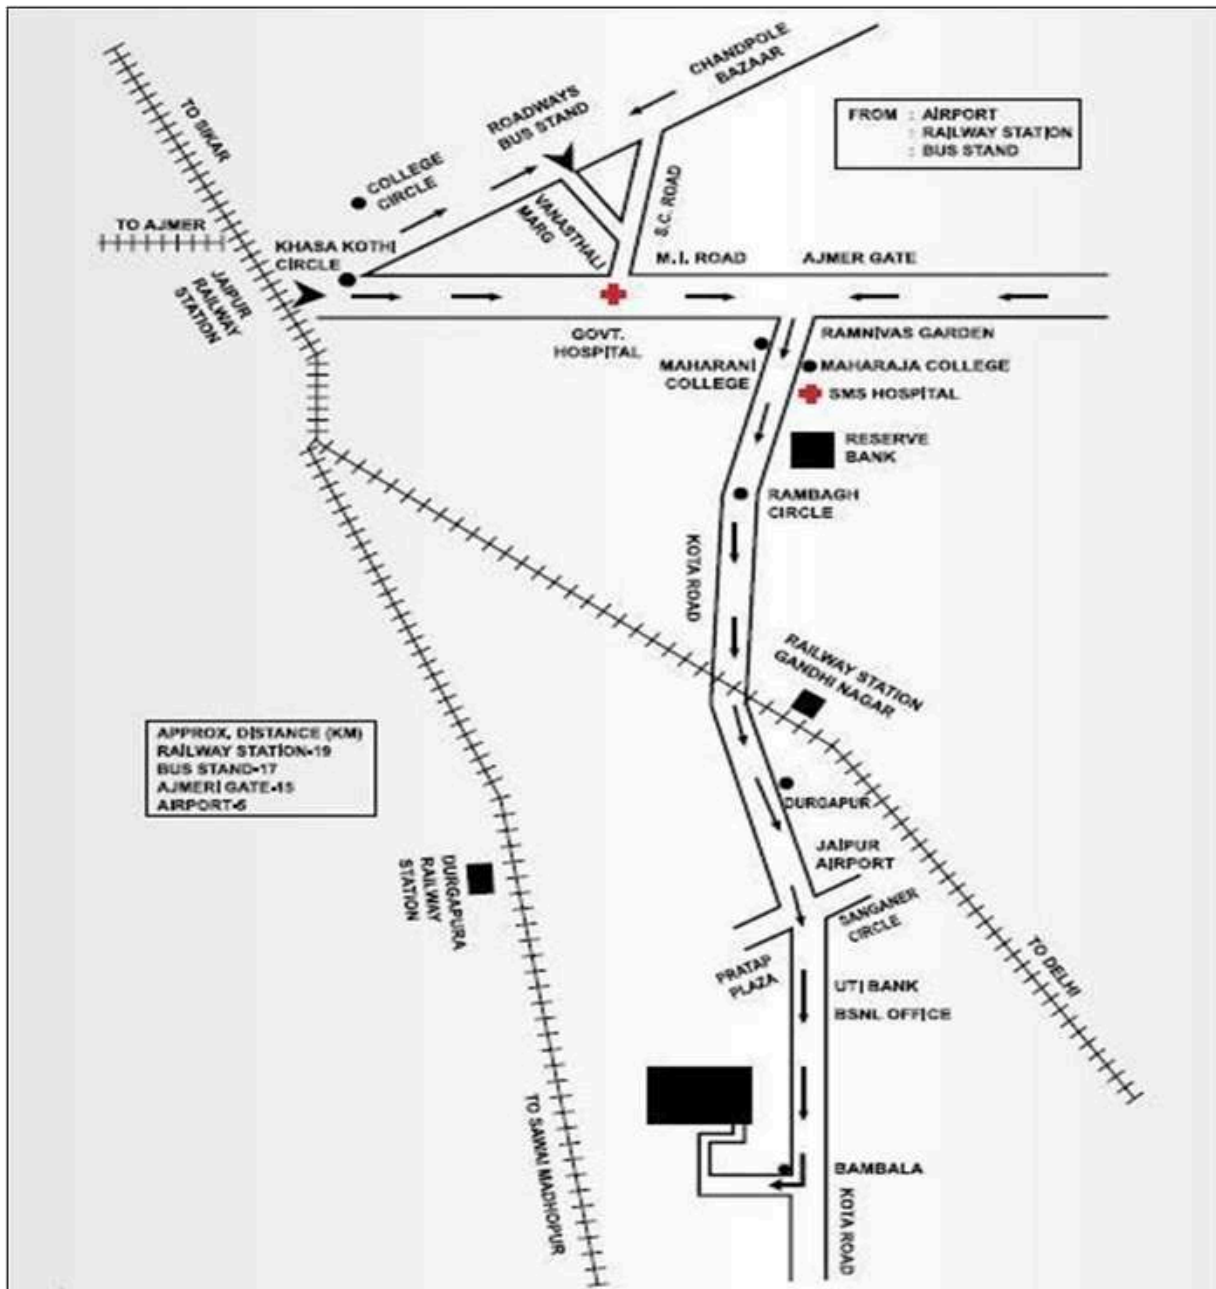 CHANDPOLE
BAZAAR
ROADWAYS
BUS STAND
FROM : AIRPORT
: RAILWAY STATION
: BUS STAND
TO SIKAR
COLLEGE
CIRCLE
S.C. ROAD
VANASTHALI
MARG
TO AJMER
KHASA KOTHI
CIRCLE
M.I. ROAD
AJMER GATE
JAIPUR
RAILWAY
STATION
GOVT.
HOSPITAL
RAMNIVAS GARDEN
MAHARANI
COLLEGE
MAHARAJA COLLEGE
SMS HOSPITAL
RESERVE
BANK
RAMBAGH
CIRCLE
KOTA ROAD
RAILWAY STATION
GANDHI NAGAR
APPROX. DISTANCE (KM)
RAILWAY STATION-19
BUS STAND-17
AJMERI GATE-15
AIRPORT-5
DURGAPUR
JAIPUR
AIRPORT
DURGAPURA
RAILWAY
STATION
SANGANER
CIRCLE
PRATAP
PLAZA
TO DELHI
UTI BANK
BSNL OFFICE
TO SAWAI MADHOPUR
BAMBALA
KOTA ROAD